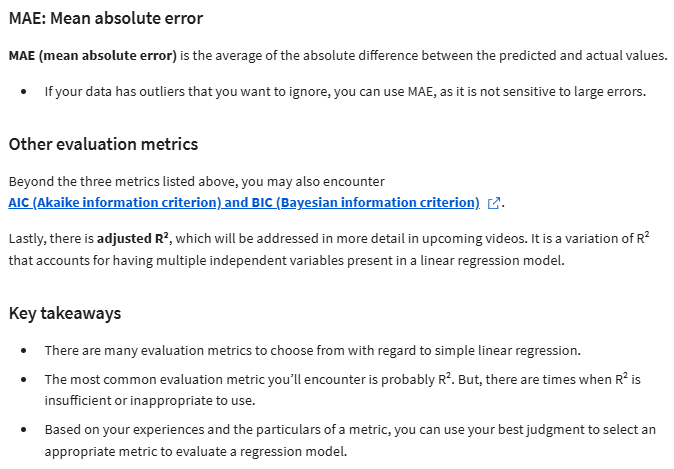 MAE: Mean absolute error
MAE (mean absolute error) is the average of the absolute difference between the predicted and actual values.
• If your data has outliers that you want to ignore, you can use MAE, as it is not sensitive to large errors.
Other evaluation metrics
Beyond the three metrics listed above, you may also encounter
AIC (Akaike information criterion) and BIC (Bayesian information criterion).
Lastly, there is adjusted R², which will be addressed in more detail in upcoming videos. It is a variation of R²
that accounts for having multiple independent variables present in a linear regression model.
Key takeaways
• There are many evaluation metrics to choose from with regard to simple linear regression.
• The most common evaluation metric you’ll encounter is probably R². But, there are times when R² is
insufficient or inappropriate to use.
• Based on your experiences and the particulars of a metric, you can use your best judgment to select an
appropriate metric to evaluate a regression model.